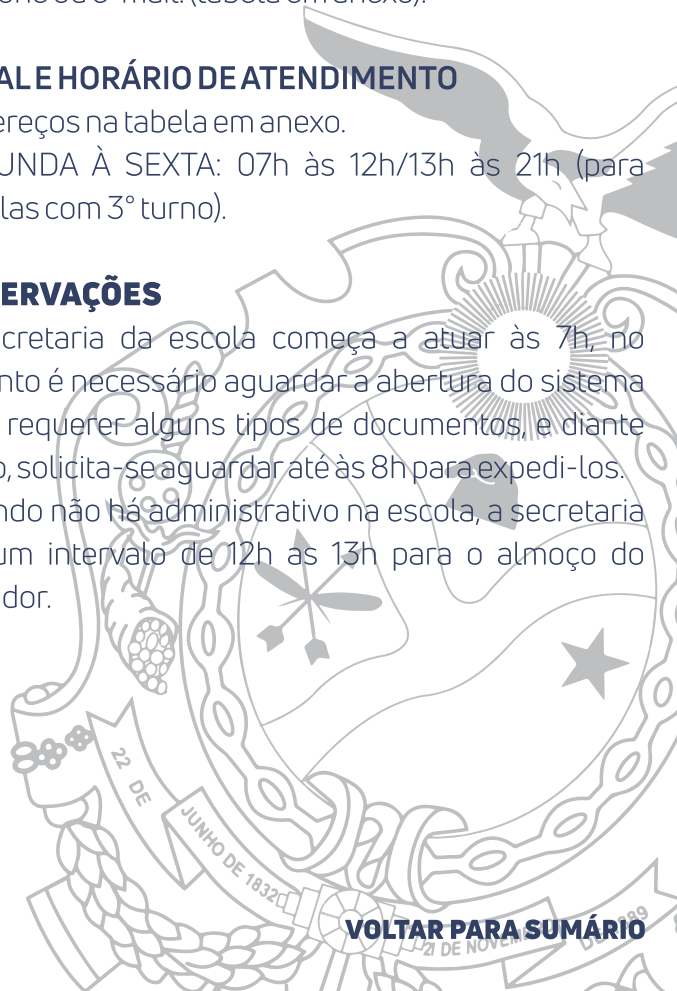 AL E HORÁRIO DE ATENDIMENTO
ereços na tabela em anexo.
UNDA À SEXTA: 07h às 12h/13h às 21h (para
las com 3° turno).
ERVAÇÕES
cretaria da escola começa a atuar às 7h, no
nto é necessário aguardar a abertura do sistema
requerer alguns tipos de documentos, e diante
o, solicita-se aguardar até às 8h para expedi-los.
ndo não há administrativo na escola, a secretaria
um intervalo de 12h as 13h para o almoço do
dor.
22 DE
JUNHO DE 1832
VOLTAR PARA SUMÁRIO
21 DE NOVEM